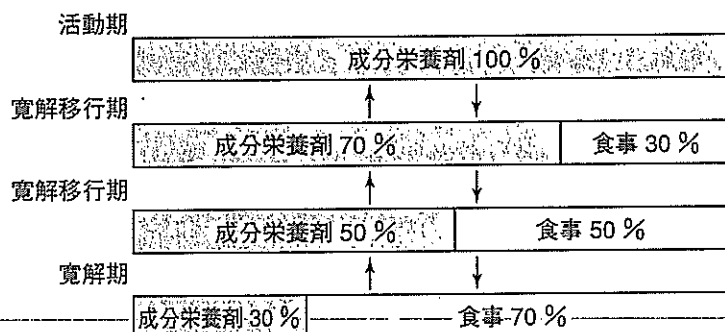 活動期
成分栄養剤 100 %
寛解移行期
成分栄養剤 70 % 食事 30 %
寛解移行期
成分栄養剤 50 % 食事 50 %
寛解期
成分栄養剤 30 % 食事 70 %